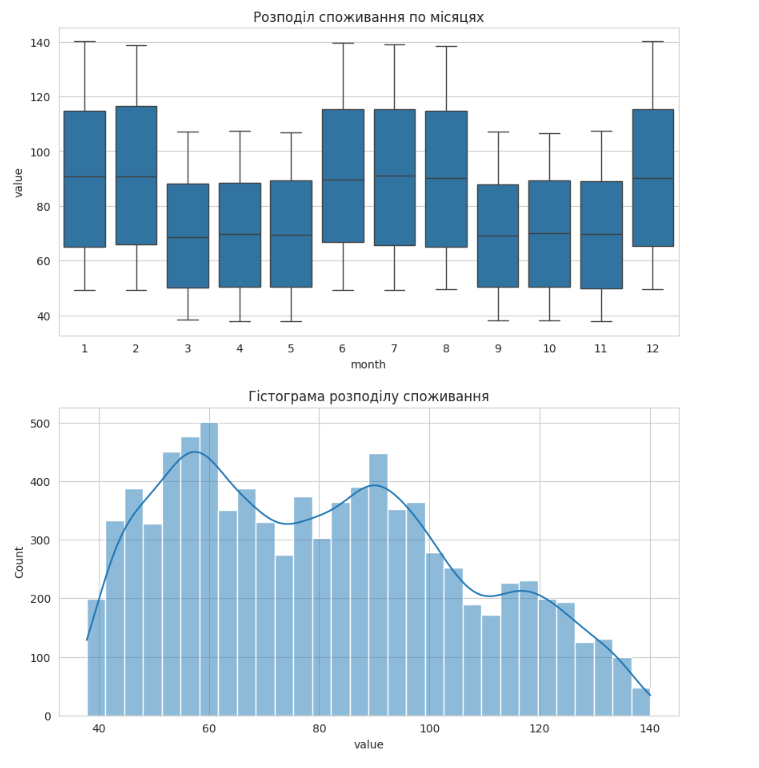 Розподіл споживання по місяцях
140
120
100
80
60
40
value
1 2 3 4 5 6 7 8 9 10 11 12
month
Гістограма розподілу споживання
500
400
300
200
100
0
Count
40 60 80 100 120 140
value